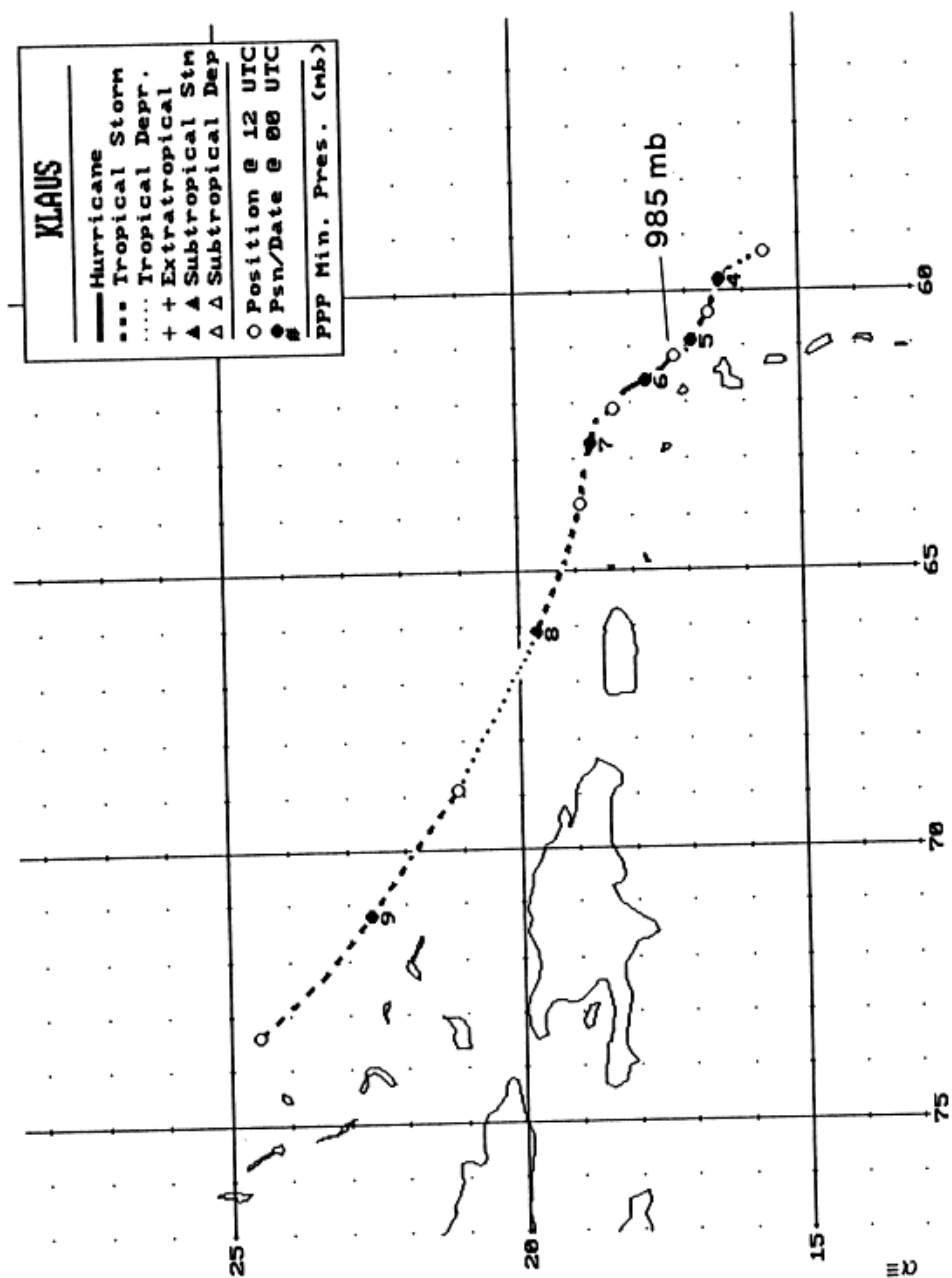 KLAUS
Hurricane
Tropical Storm
Tropical Depr.
+ + Extratropical
▲ Subtropical Stm
△ Subtropical Dep
○ Position @ 12 UTC
● Psn/Date @ 00 UTC
#
PPP Min. Pres. (mb)
985 mb
4
5
6
7
8
9
60
65
70
75
25
20
15